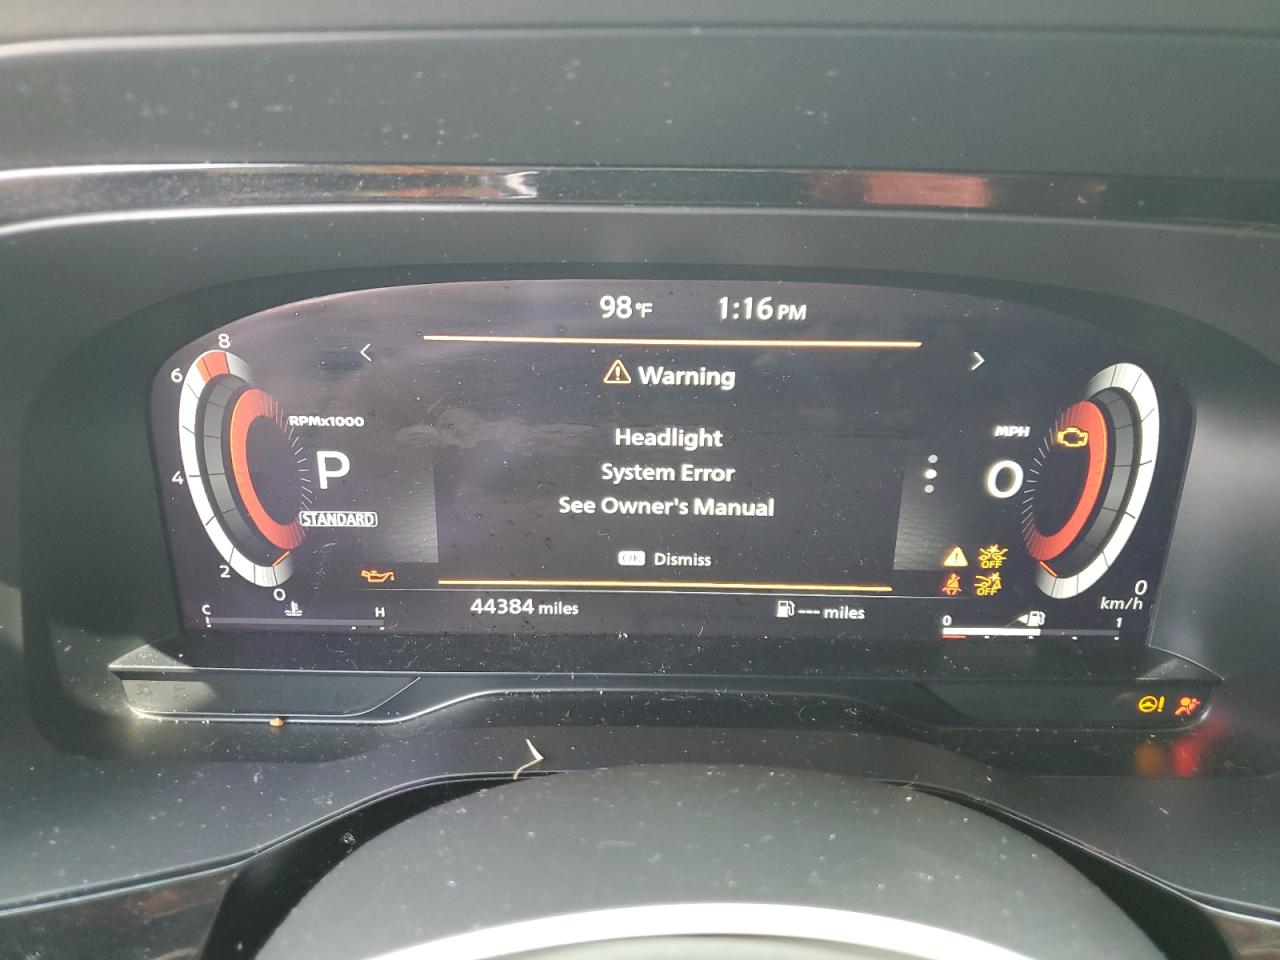 98°F 1:16 PM
Warning
8
6
4
2
0
RPMx1000
P
STANDARD
Headlight
System Error
See Owner's Manual
OK Dismiss
MPH
0
OFF
OFF
0
km/h
C H
44384 miles
--- miles
0 1